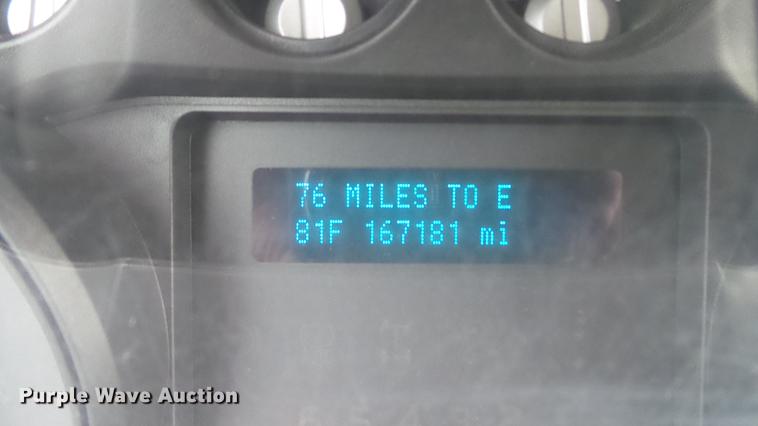 76 MILES TO E
81F 167181 mi
Purple Wave Auction